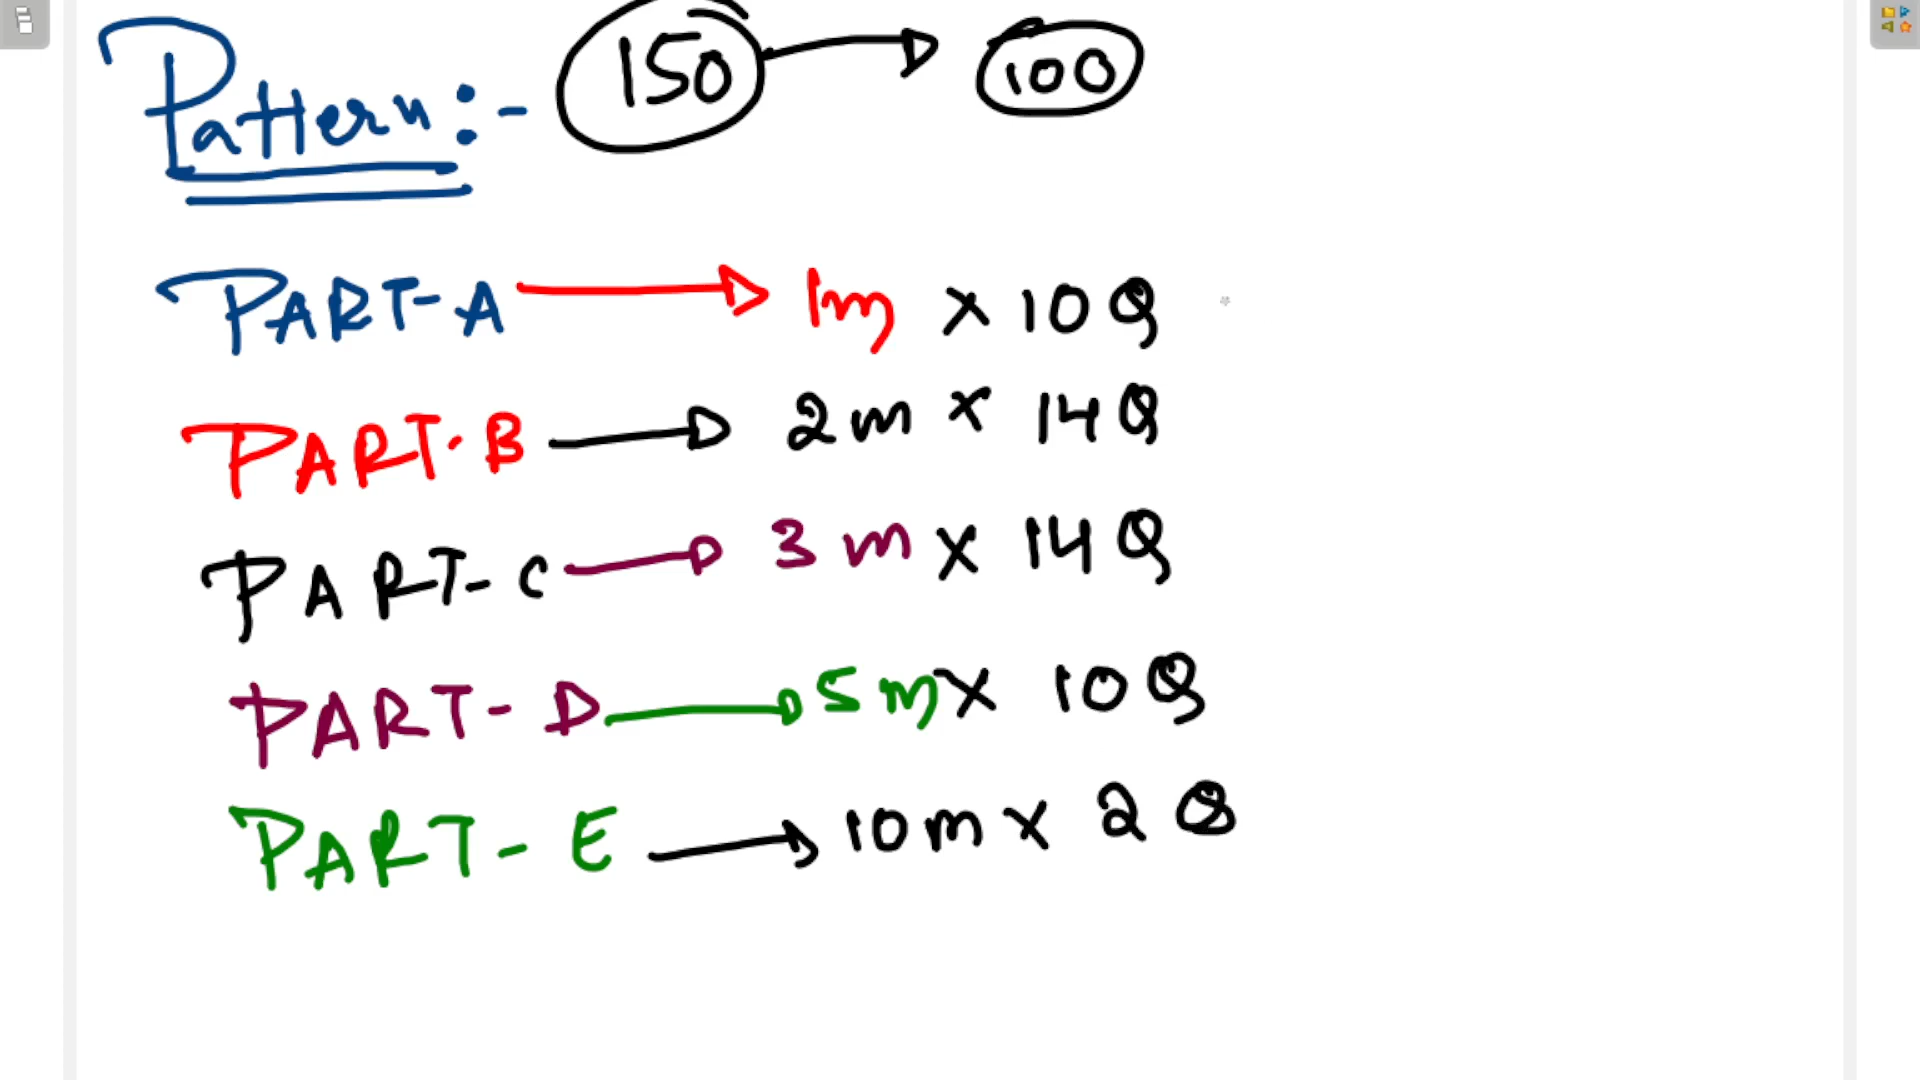 Pattern:- 150 → 100
PART-A → 1m x 10Q
PART-B → 2m x 14Q
PART-C → 3m x 14Q
PART-D → 5m x 10Q
PART-E → 10m x 2Q